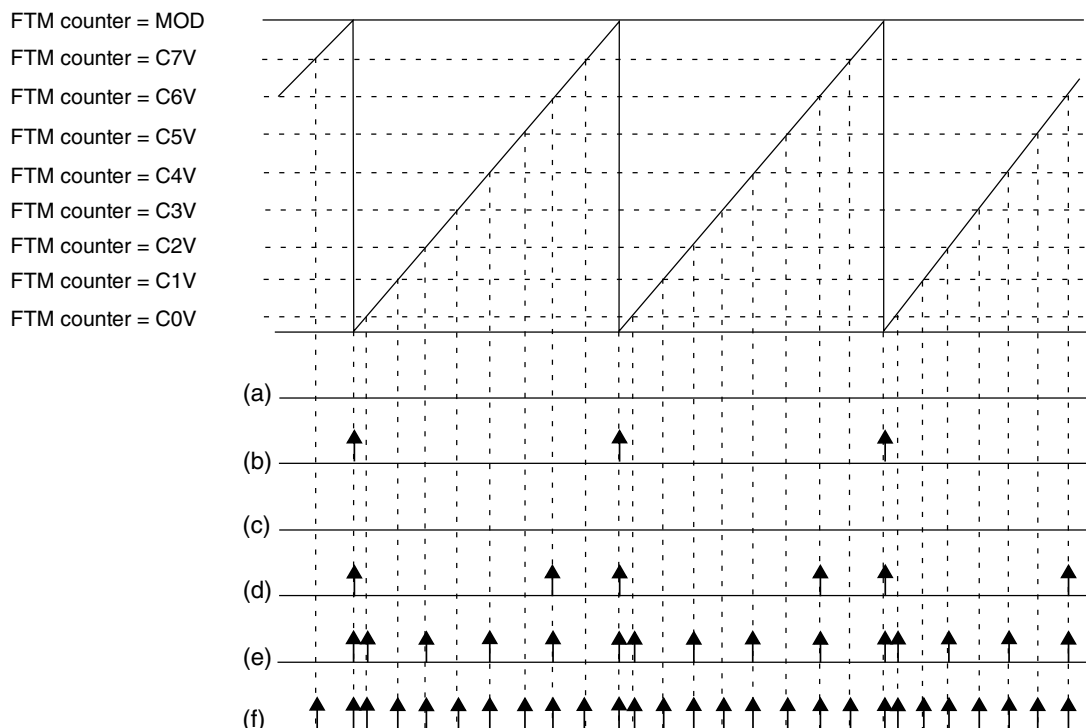 FTM counter = MOD
FTM counter = C7V
FTM counter = C6V
FTM counter = C5V
FTM counter = C4V
FTM counter = C3V
FTM counter = C2V
FTM counter = C1V
FTM counter = C0V
(a)
(b)
(c)
(d)
(e)
(f)